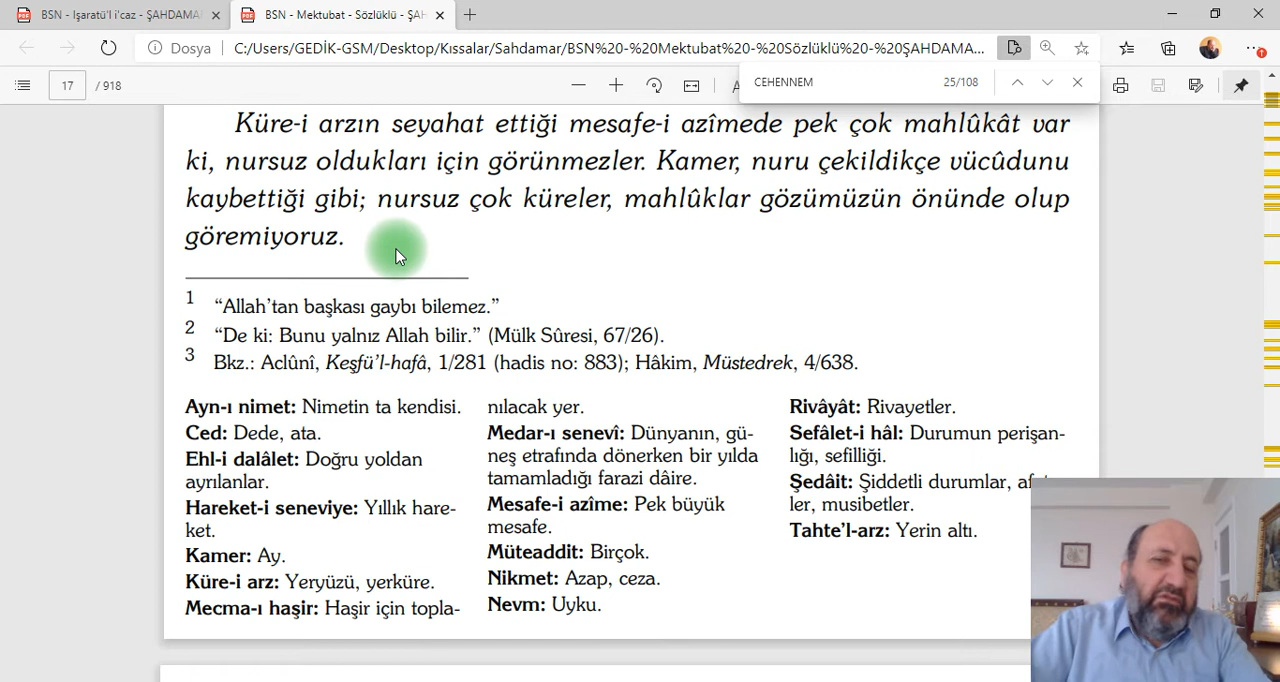 BSN - Işaratü'l i'caz - ŞAHDAMA
BSN - Mektubat - Sözlüklü - ŞAH
Dosya
C:/Users/GEDİK-GSM/Desktop/Kıssalar/Sahdamar/BSN%20-%20Mektubat%20-%20Sözlüklü%20-%20ŞAHDAMA...
17 / 918
CEHENNEM 25/108
Küre-i arzın seyahat ettiği mesafe-i azîmede pek çok mahlûkât var
ki, nursuz oldukları için görünmezler. Kamer, nuru çekildikçe vücûdunu
kaybettiği gibi; nursuz çok küreler, mahlûklar gözümüzün önünde olup
göremiyoruz.
1 “Allah’tan başkası gaybı bilemez.”
2 “De ki: Bunu yalnız Allah bilir.” (Mülk Sûresi, 67/26).
3 Bkz.: Aclûnî, Keşfü’l-hafâ, 1/281 (hadis no: 883); Hâkim, Müstedrek, 4/638.
Ayn-ı nimet: Nimetin ta kendisi.
Ced: Dede, ata.
Ehl-i dalâlet: Doğru yoldan
ayrılanlar.
Hareket-i seneviye: Yıllık hare-
ket.
Kamer: Ay.
Küre-i arz: Yeryüzü, yerküre.
Mecma-ı haşir: Haşir için topla-
nılacak yer.
Medar-ı senevî: Dünyanın, gü-
neş etrafında dönerken bir yılda
tamamladığı farazi dâire.
Mesafe-i azîme: Pek büyük
mesafe.
Müteaddit: Birçok.
Nikmet: Azap, ceza.
Nevm: Uyku.
Rivâyât: Rivayetler.
Sefâlet-i hâl: Durumun perişan-
lığı, sefilliği.
Şedâit: Şiddetli durumlar,
ler, musibetler.
Tahte’l-arz: Yerin altı.